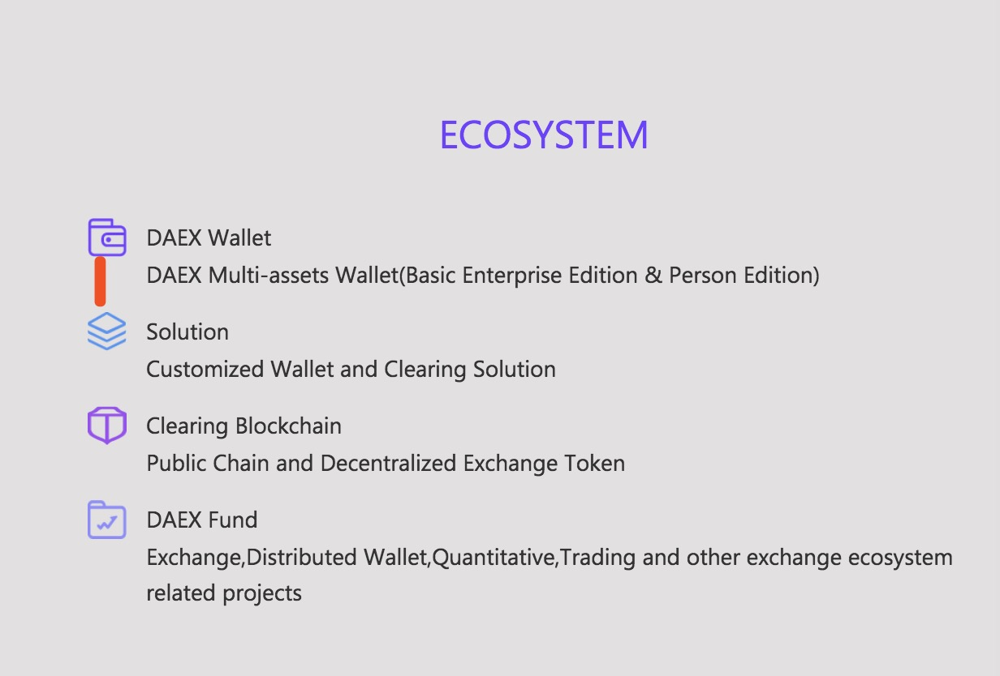 ECOSYSTEM
DAEX Wallet
DAEX Multi-assets Wallet(Basic Enterprise Edition & Person Edition)
Solution
Customized Wallet and Clearing Solution
Clearing Blockchain
Public Chain and Decentralized Exchange Token
DAEX Fund
Exchange,Distributed Wallet,Quantitative,Trading and other exchange ecosystem
related projects